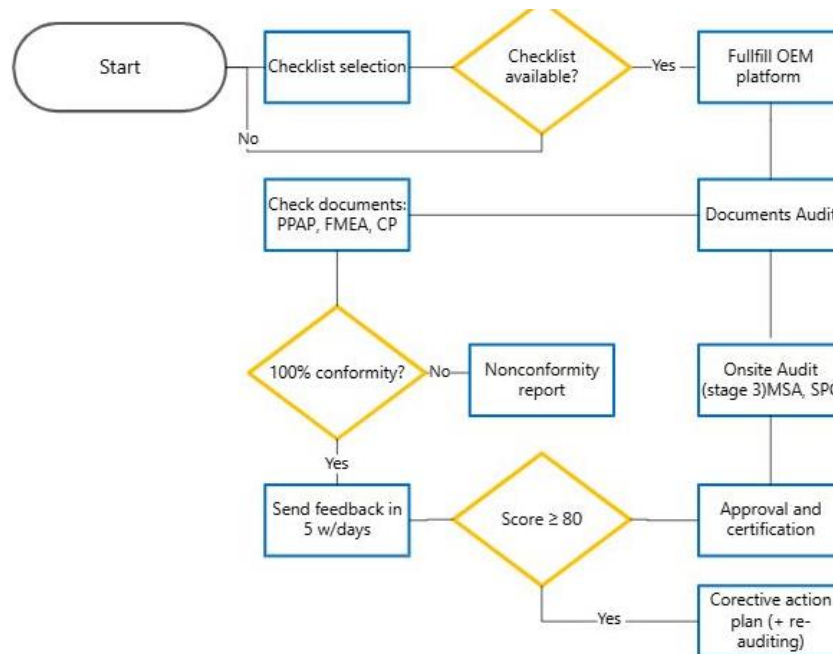 Start
Checklist selection
Checklist
available?
Yes
Fullfill OEM
platform
No
Check documents:
PPAP, FMEA, CP
Documents Audit
100% conformity?
No
Nonconformity
report
Onsite Audit
(stage 3)MSA, SPC
Yes
Send feedback in
5 w/days
Score ≥ 80
Approval and
certification
Yes
Corective action
plan (+ re-
auditing)